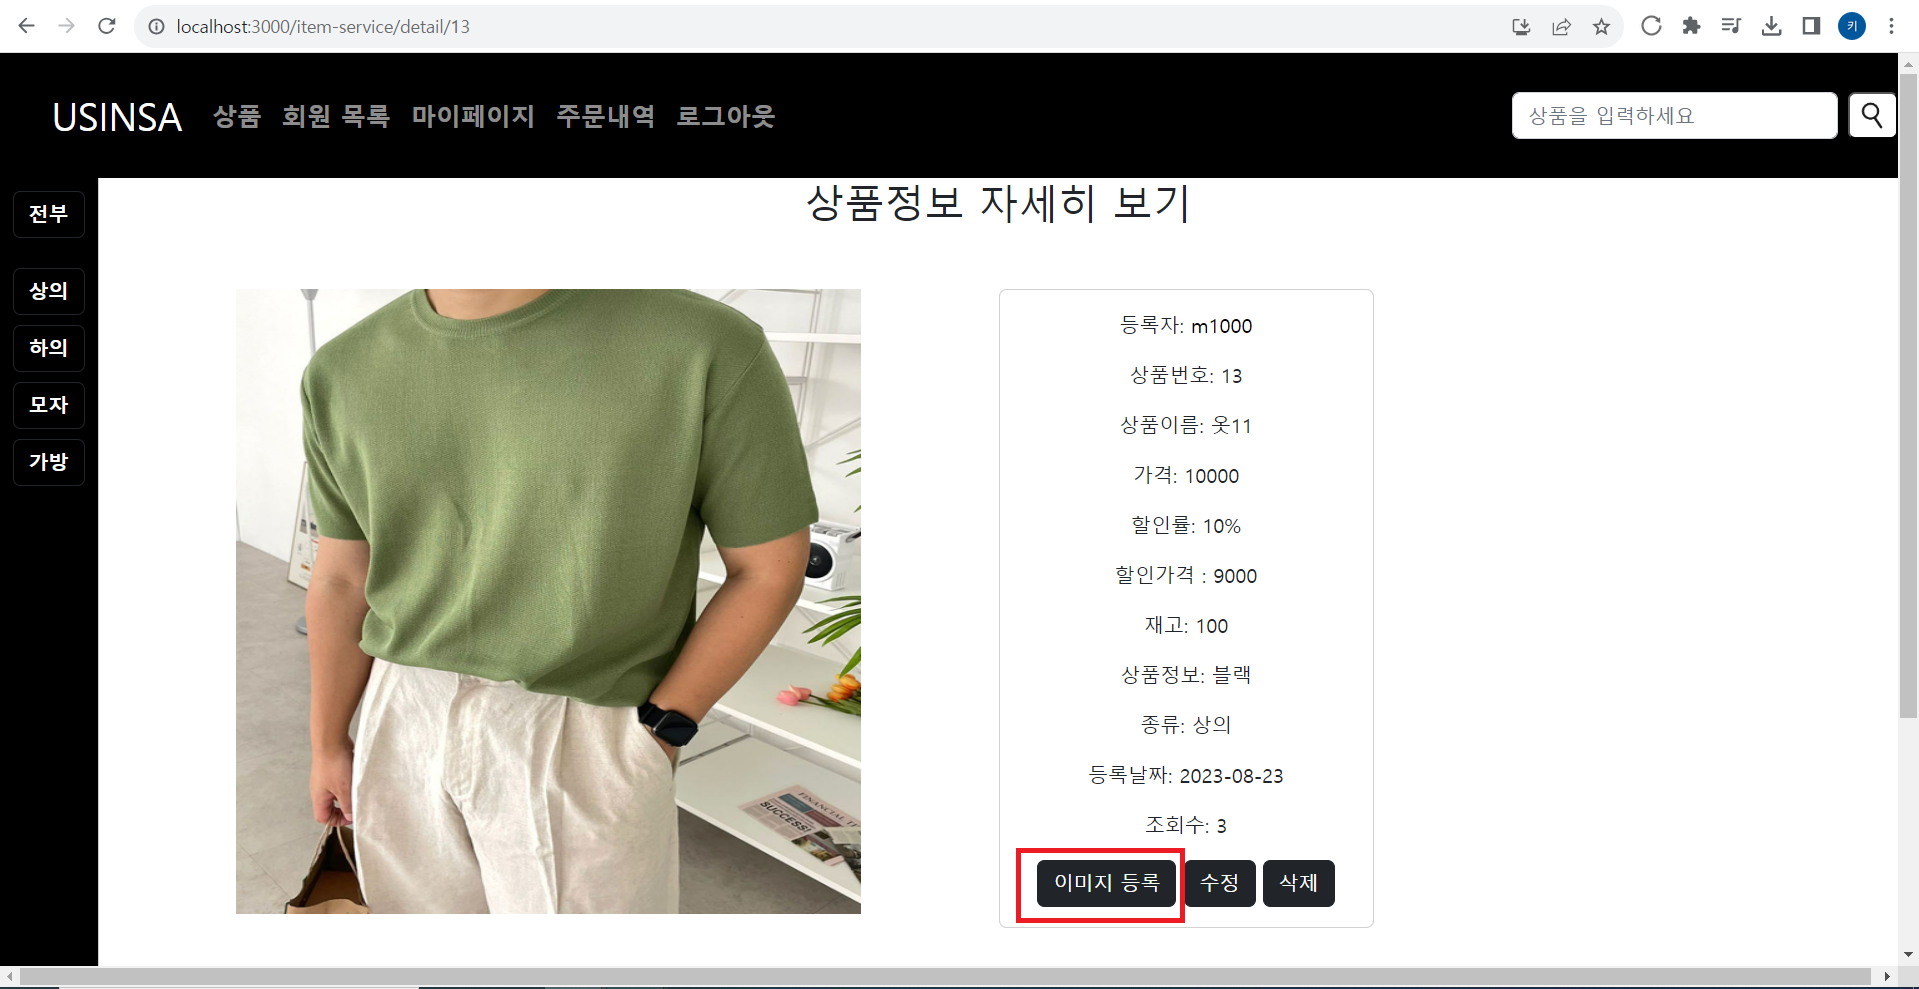 localhost:3000/item-service/detail/13
키
USINSA 상품 회원 목록 마이페이지 주문내역 로그아웃
상품을 입력하세요
전부
상의
하의
모자
가방
상품정보 자세히 보기
FINANCIAL
SUCCESS!
등록자: m1000
상품번호: 13
상품이름: 옷11
가격: 10000
할인률: 10%
할인가격 : 9000
재고: 100
상품정보: 블랙
종류: 상의
등록날짜: 2023-08-23
조회수: 3
이미지 등록 수정 삭제